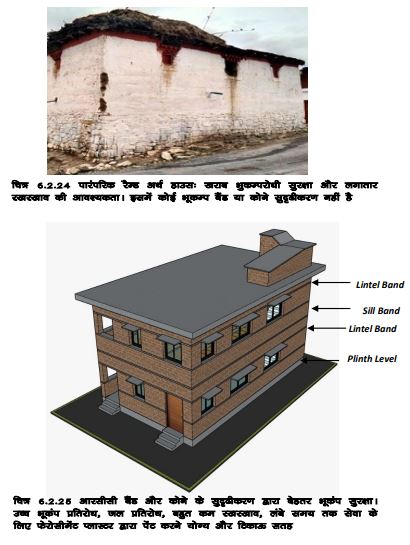 चित्र 6.2.24 पारंपरिक रैम्ड अर्थ हाउसः खराब भुकम्परोधी सुरक्षा और लगातार
रखरखाव की आवश्यकता। इसमें कोई भूकम्प बैंड या कोने सुदृढीकरण नहीं है
Lintel Band
Sill Band
Lintel Band
Plinth Level
चित्र 6.2.25 आरसीसी बैंड और कोने के सुदृढीकरण द्वारा बेहतर भूकंप सुरक्षा।
उच्च भूकंप प्रतिरोध, जल प्रतिरोध, बहुत कम रखरखाव, लंबे समय तक सेवा के
लिए फेरोसीमेंट प्लास्टर द्वारा पेंट करने योग्य और टिकाऊ सतह